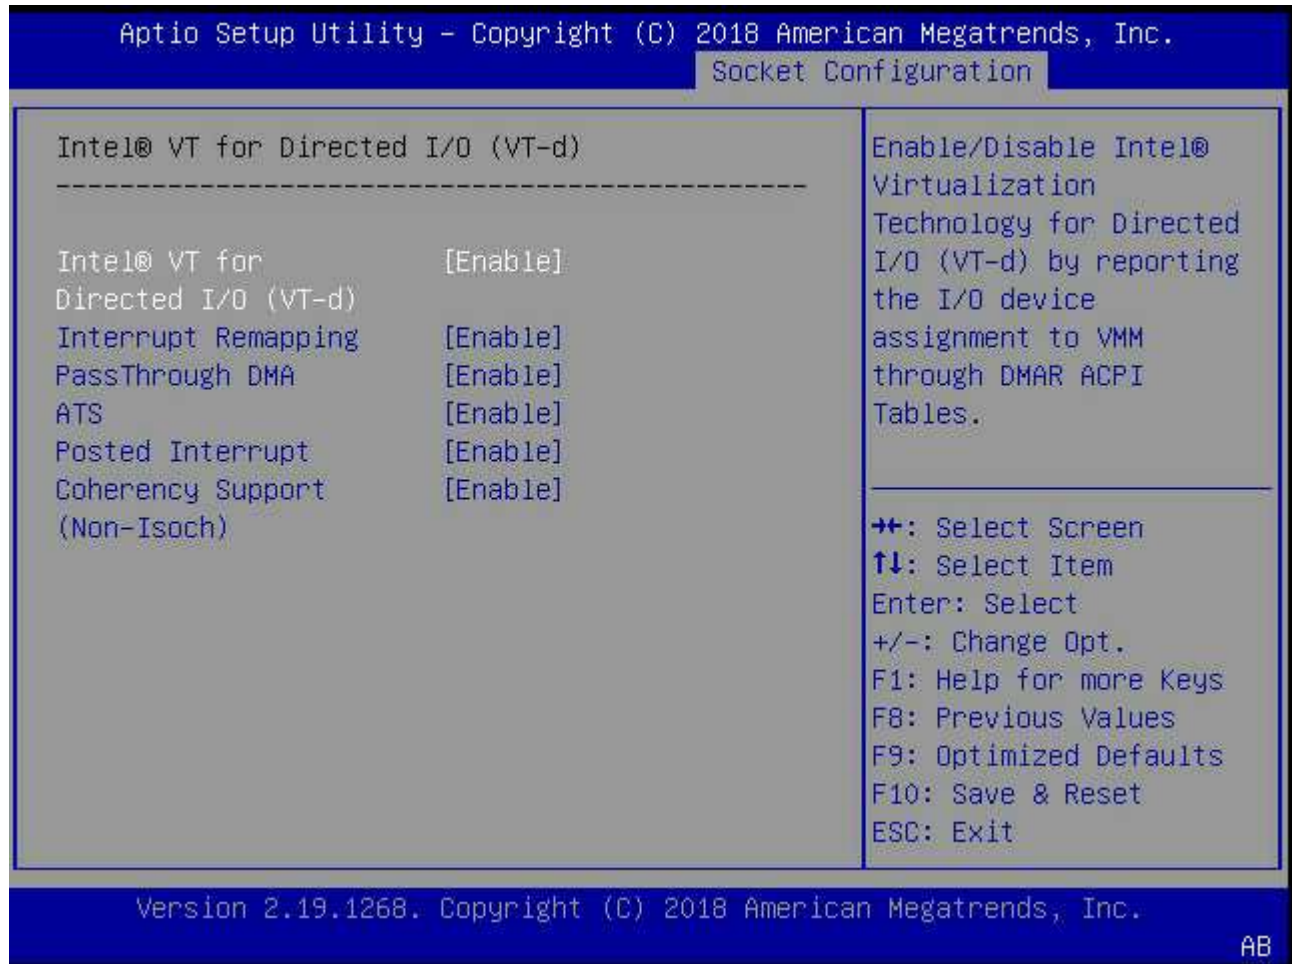 Aptio Setup Utility – Copyright (C) 2018 American Megatrends, Inc.
Socket Configuration
Intel® VT for Directed I/O (VT-d)
-----------------------------------------------
Intel® VT for [Enable]
Directed I/O (VT-d)
Interrupt Remapping [Enable]
PassThrough DMA [Enable]
ATS [Enable]
Posted Interrupt [Enable]
Coherency Support [Enable]
(Non-Isoch)
Enable/Disable Intel®
Virtualization
Technology for Directed
I/O (VT-d) by reporting
the I/O device
assignment to VMM
through DMAR ACPI
Tables.
→←: Select Screen
↑↓: Select Item
Enter: Select
+/-: Change Opt.
F1: Help for more Keys
F8: Previous Values
F9: Optimized Defaults
F10: Save & Reset
ESC: Exit
Version 2.19.1268. Copyright (C) 2018 American Megatrends, Inc.
AB